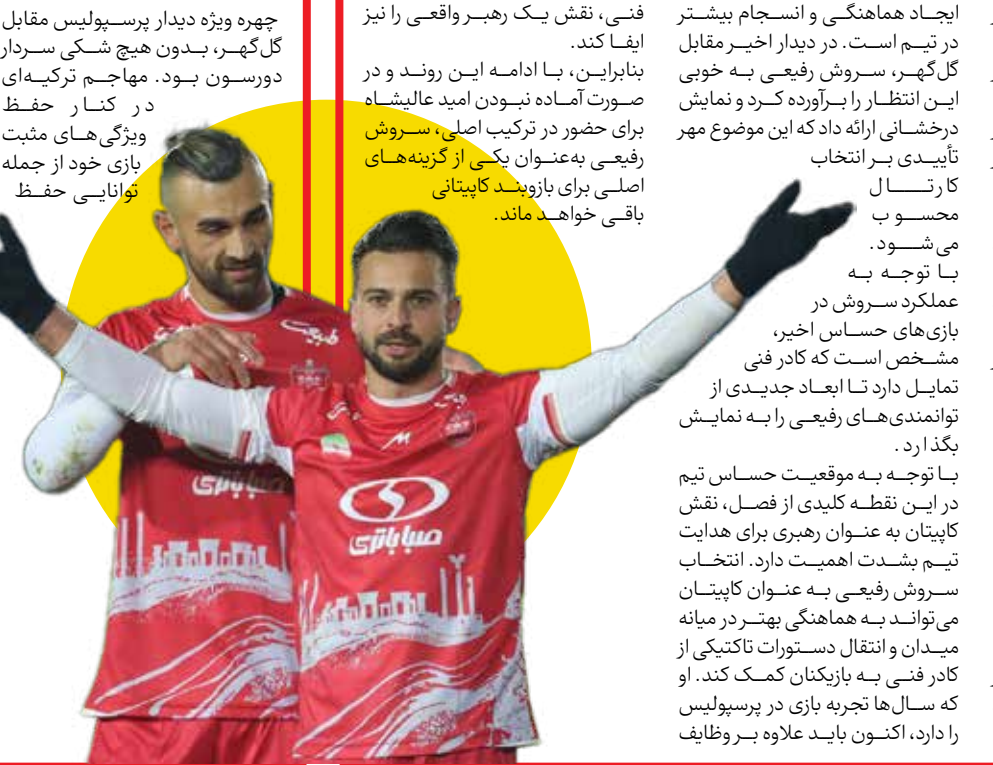 ایجاد هماهنگی و انسجام بیشتر
در تیم است. در دیدار اخیر مقابل
گل‌گهر، سروش رفیعی به خوبی
این انتظار را برآورده کرد و نمایش
درخشانی ارائه داد که این موضوع مهر
تأییدی بر انتخاب
کارتال
محسوب
می‌شود.
با توجه به
عملکرد سروش در
بازی‌های حساس اخیر،
مشخص است که کادر فنی
تمایل دارد تا ابعاد جدیدی از
توانمندی‌های رفیعی را به نمایش
بگذارد.
با توجه به موقعیت حساس تیم
در این نقطه کلیدی از فصل، نقش
کاپیتان به عنوان رهبری برای هدایت
تیم بشدت اهمیت دارد. انتخاب
سروش رفیعی به عنوان کاپیتان
می‌تواند به هماهنگی بهتر در میانه
میدان و انتقال دستورات تاکتیکی از
کادر فنی به بازیکنان کمک کند. او
که سال‌ها تجربه بازی در پرسپولیس
را دارد، اکنون باید علاوه بر وظایف
فنی، نقش یک رهبر واقعی را نیز
ایفا کند.
بنابراین، با ادامه این روند و در
صورت آماده نبودن امید عالیشاه
برای حضور در ترکیب اصلی، سروش
رفیعی به‌عنوان یکی از گزینه‌های
اصلی برای بازوبند کاپیتانی
باقی خواهد ماند.
چهره ویژه دیدار پرسپولیس مقابل
گل‌گهر، بدون هیچ شکی سردار
دورسون بود. مهاجم ترکیه‌ای
در کنار حفظ
ویژگی‌های مثبت
بازی خود از جمله
توانایی حفظ
طبیعت
صباباتری
صباباتری